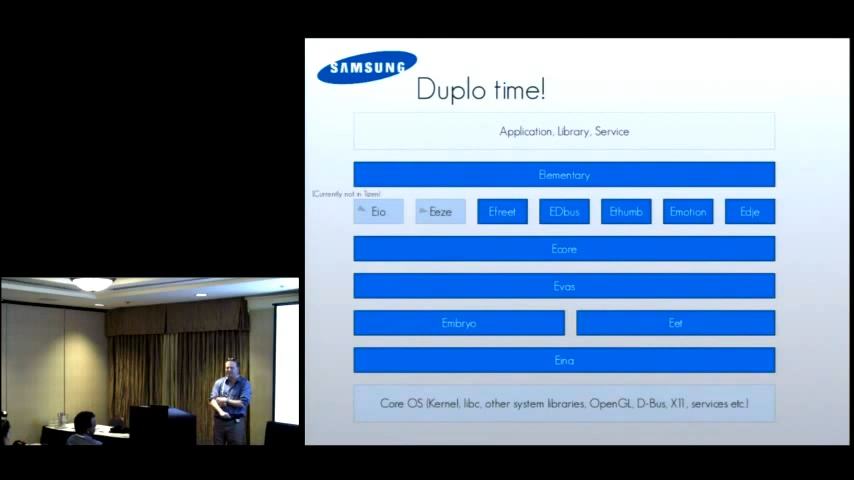 SAMSUNG
Duplo time!
Application, Library, Service
Elementary
(Currently not in Tizen)
Eio
Eeze
Efreet
EDbus
Ethumb
Emotion
Edje
Ecore
Evas
Embryo
Eet
Eina
Core OS (Kernel, libc, other system libraries, OpenGL, D-Bus, X11, services etc.)